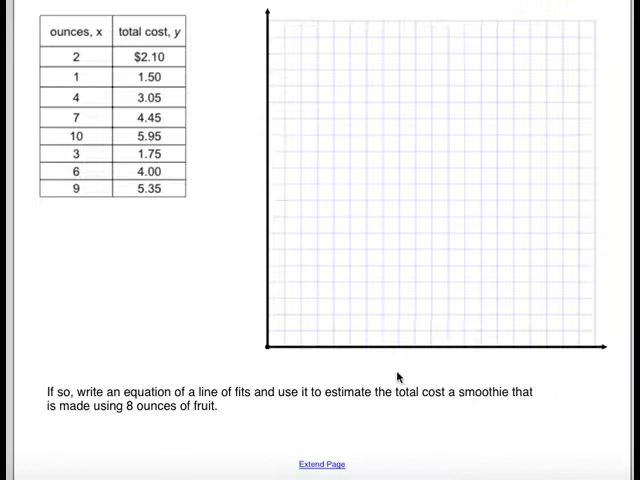 ounces, x total cost, y
2 $2.10
1 1.50
4 3.05
7 4.45
10 5.95
3 1.75
6 4.00
9 5.35
If so, write an equation of a line of fits and use it to estimate the total cost a smoothie that
is made using 8 ounces of fruit.
Extend Page